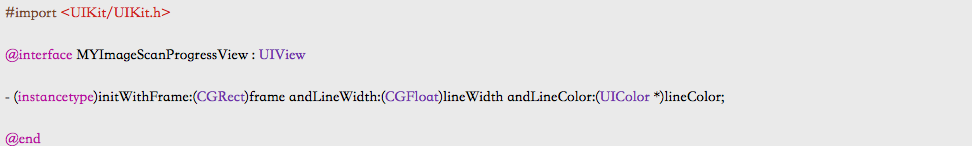 #import <UIKit/UIKit.h>
@interface MYImageScanProgressView : UIView
- (instancetype)initWithFrame:(CGRect)frame andLineWidth:(CGFloat)lineWidth andLineColor:(UIColor *)lineColor;
@end